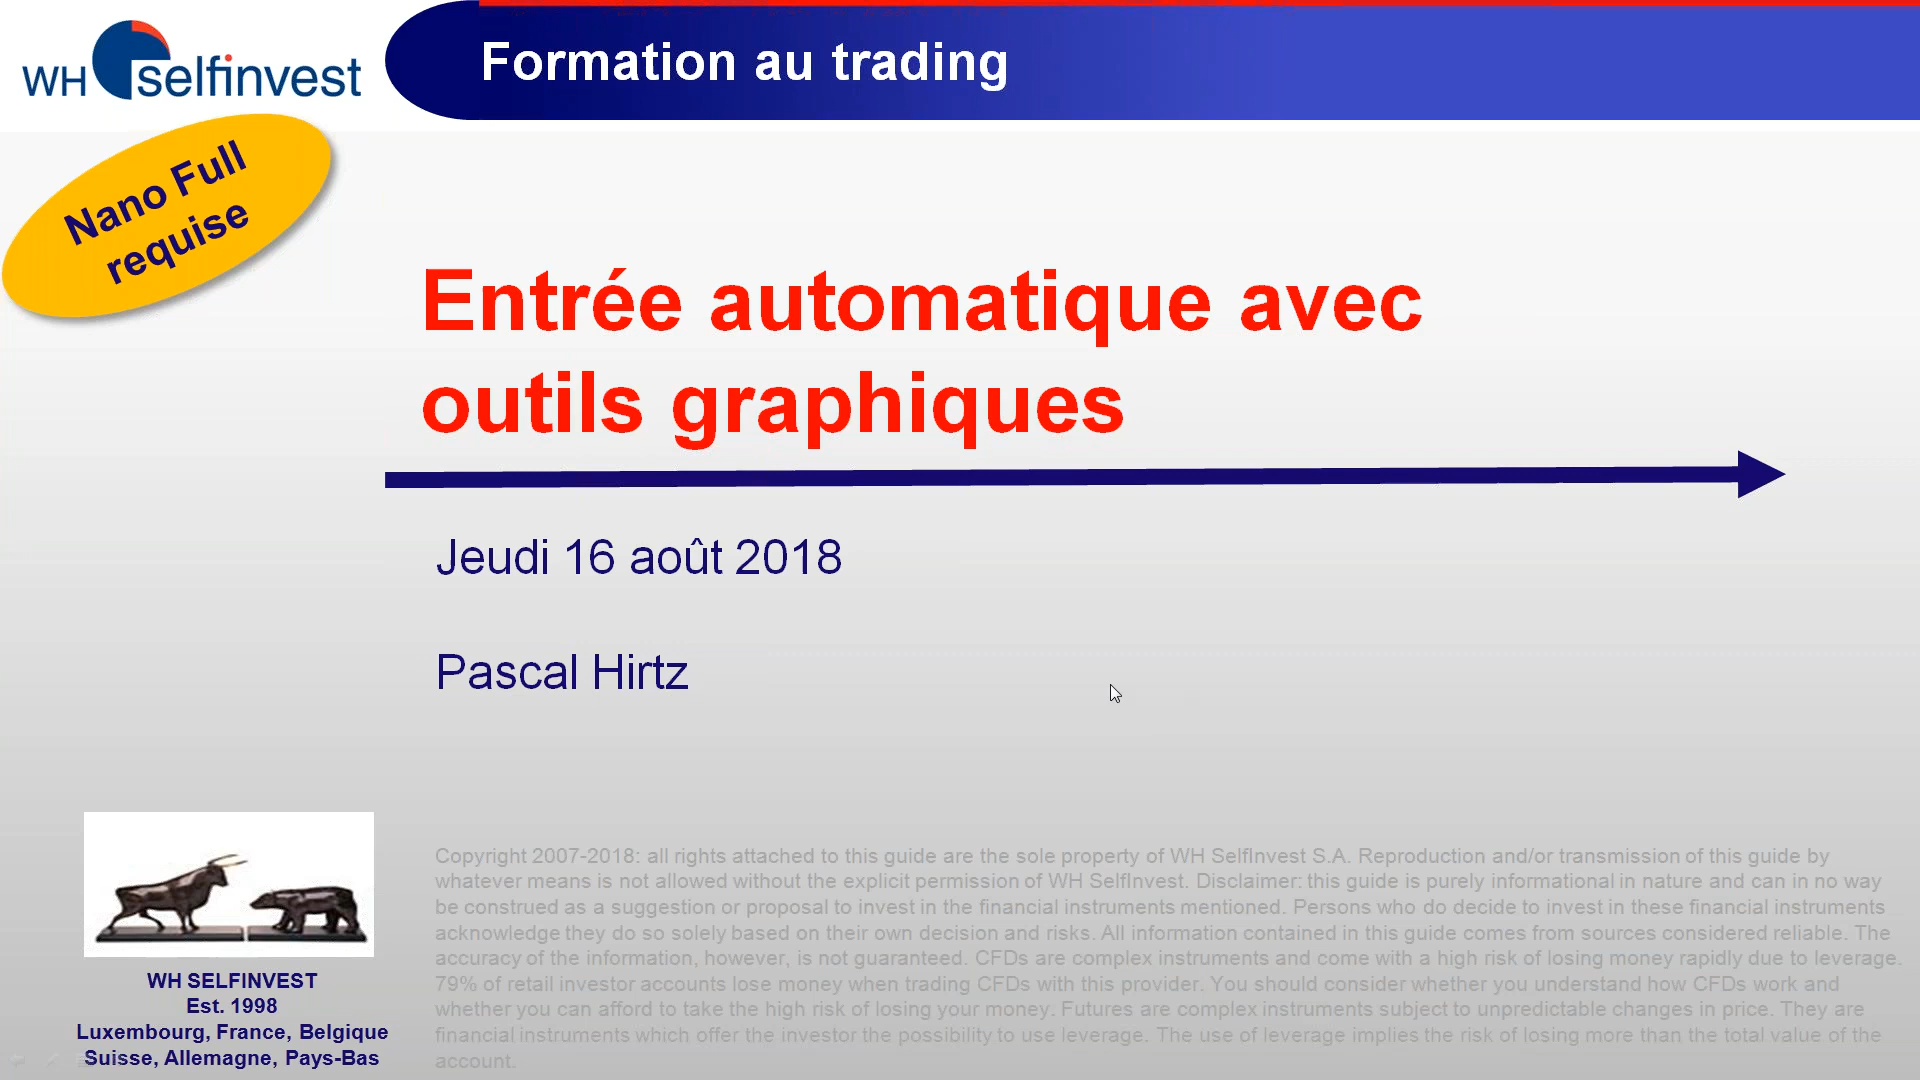 WH selfinvest
Formation au trading
Nano Full
requise
Entrée automatique avec
outils graphiques
Jeudi 16 août 2018
Pascal Hirtz
WH SELFINVEST
Est. 1998
Luxembourg, France, Belgique
Suisse, Allemagne, Pays-Bas
Copyright 2007-2018: all rights attached to this guide are the sole property of WH SelfInvest S.A. Reproduction and/or transmission of this guide by
whatever means is not allowed without the explicit permission of WH SelfInvest. Disclaimer: this guide is purely informational in nature and can in no way
be construed as a suggestion or proposal to invest in the financial instruments mentioned. Persons who do decide to invest in these financial instruments
acknowledge they do so solely based on their own decision and risks. All information contained in this guide comes from sources considered reliable. The
accuracy of the information, however, is not guaranteed. CFDs are complex instruments and come with a high risk of losing money rapidly due to leverage.
79% of retail investor accounts lose money when trading CFDs with this provider. You should consider whether you understand how CFDs work and
whether you can afford to take the high risk of losing your money. Futures are complex instruments subject to unpredictable changes in price. They are
financial instruments which offer the investor the possibility to use leverage. The use of leverage implies the risk of losing more than the total value of the
account.